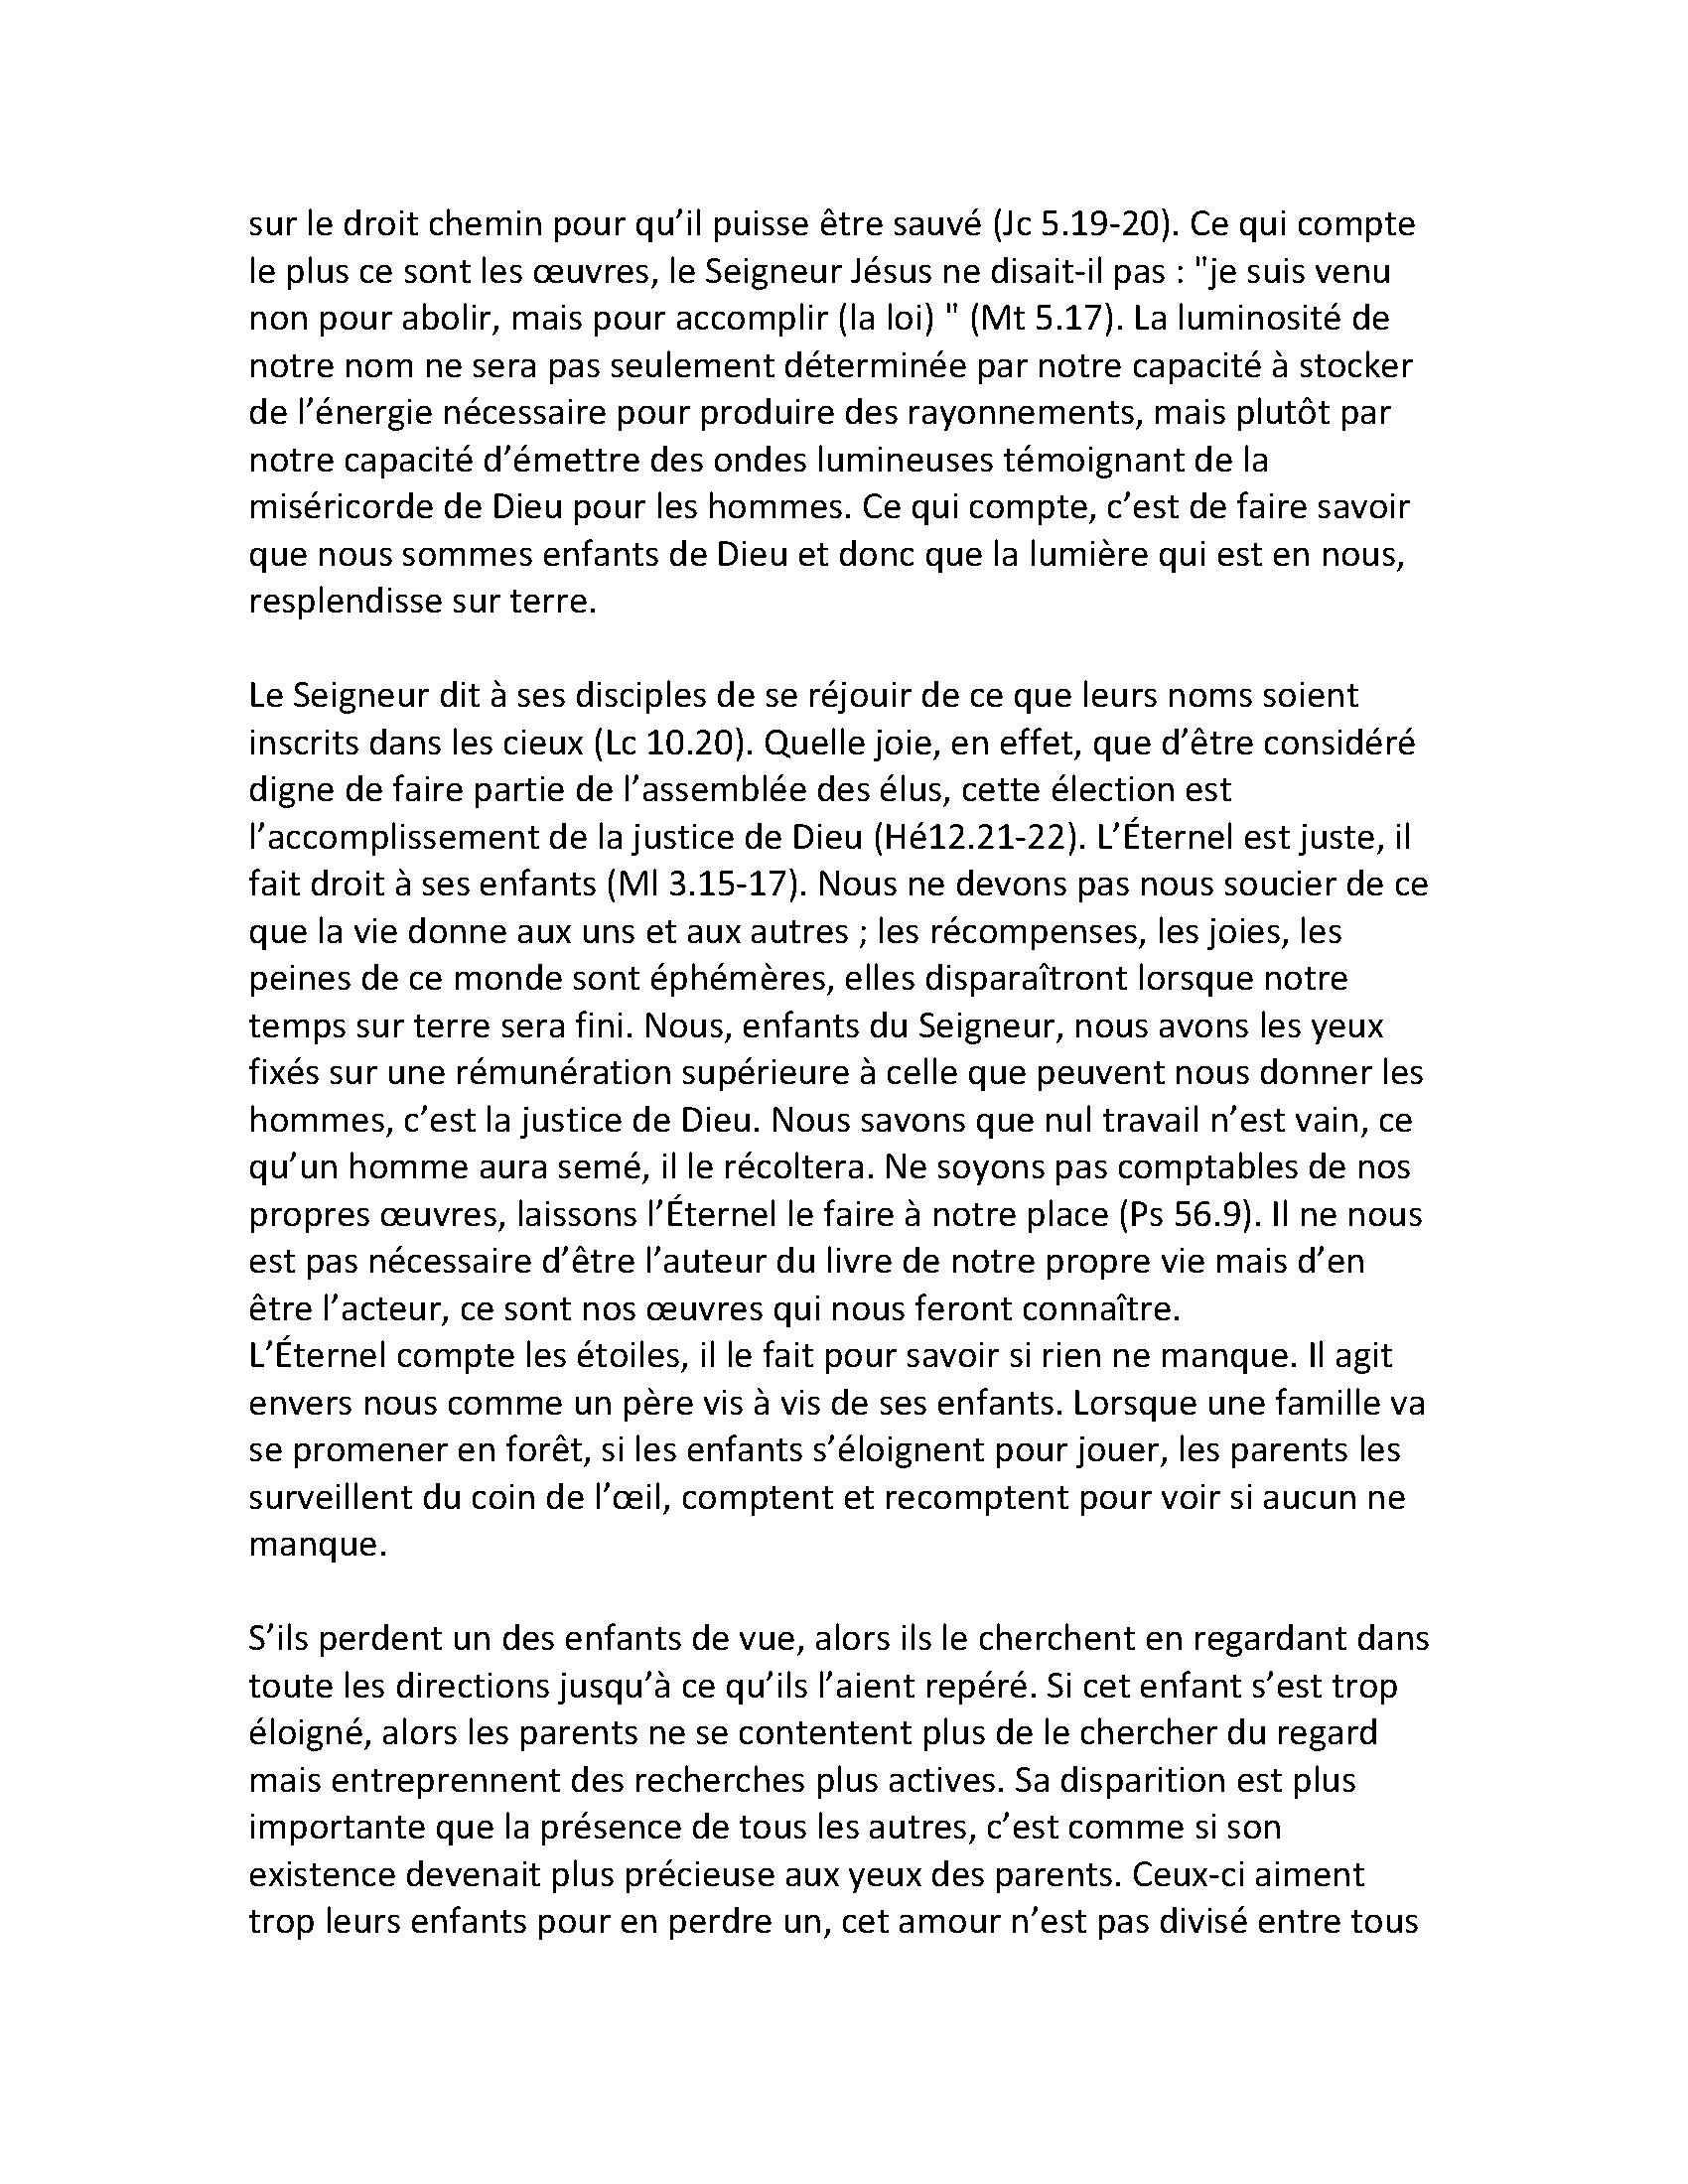 sur le droit chemin pour qu’il puisse être sauvé (Jc 5.19-20). Ce qui compte
le plus ce sont les œuvres, le Seigneur Jésus ne disait-il pas : "je suis venu
non pour abolir, mais pour accomplir (la loi) " (Mt 5.17). La luminosité de
notre nom ne sera pas seulement déterminée par notre capacité à stocker
de l’énergie nécessaire pour produire des rayonnements, mais plutôt par
notre capacité d’émettre des ondes lumineuses témoignant de la
miséricorde de Dieu pour les hommes. Ce qui compte, c’est de faire savoir
que nous sommes enfants de Dieu et donc que la lumière qui est en nous,
resplendisse sur terre.
Le Seigneur dit à ses disciples de se réjouir de ce que leurs noms soient
inscrits dans les cieux (Lc 10.20). Quelle joie, en effet, que d’être considéré
digne de faire partie de l’assemblée des élus, cette élection est
l’accomplissement de la justice de Dieu (Hé12.21-22). L’Éternel est juste, il
fait droit à ses enfants (Ml 3.15-17). Nous ne devons pas nous soucier de ce
que la vie donne aux uns et aux autres ; les récompenses, les joies, les
peines de ce monde sont éphémères, elles disparaîtront lorsque notre
temps sur terre sera fini. Nous, enfants du Seigneur, nous avons les yeux
fixés sur une rémunération supérieure à celle que peuvent nous donner les
hommes, c’est la justice de Dieu. Nous savons que nul travail n’est vain, ce
qu’un homme aura semé, il le récoltera. Ne soyons pas comptables de nos
propres œuvres, laissons l’Éternel le faire à notre place (Ps 56.9). Il ne nous
est pas nécessaire d’être l’auteur du livre de notre propre vie mais d’en
être l’acteur, ce sont nos œuvres qui nous feront connaître.
L’Éternel compte les étoiles, il le fait pour savoir si rien ne manque. Il agit
envers nous comme un père vis à vis de ses enfants. Lorsque une famille va
se promener en forêt, si les enfants s’éloignent pour jouer, les parents les
surveillent du coin de l’œil, comptent et recomptent pour voir si aucun ne
manque.
S’ils perdent un des enfants de vue, alors ils le cherchent en regardant dans
toute les directions jusqu’à ce qu’ils l’aient repéré. Si cet enfant s’est trop
éloigné, alors les parents ne se contentent plus de le chercher du regard
mais entreprennent des recherches plus actives. Sa disparition est plus
importante que la présence de tous les autres, c’est comme si son
existence devenait plus précieuse aux yeux des parents. Ceux-ci aiment
trop leurs enfants pour en perdre un, cet amour n’est pas divisé entre tous